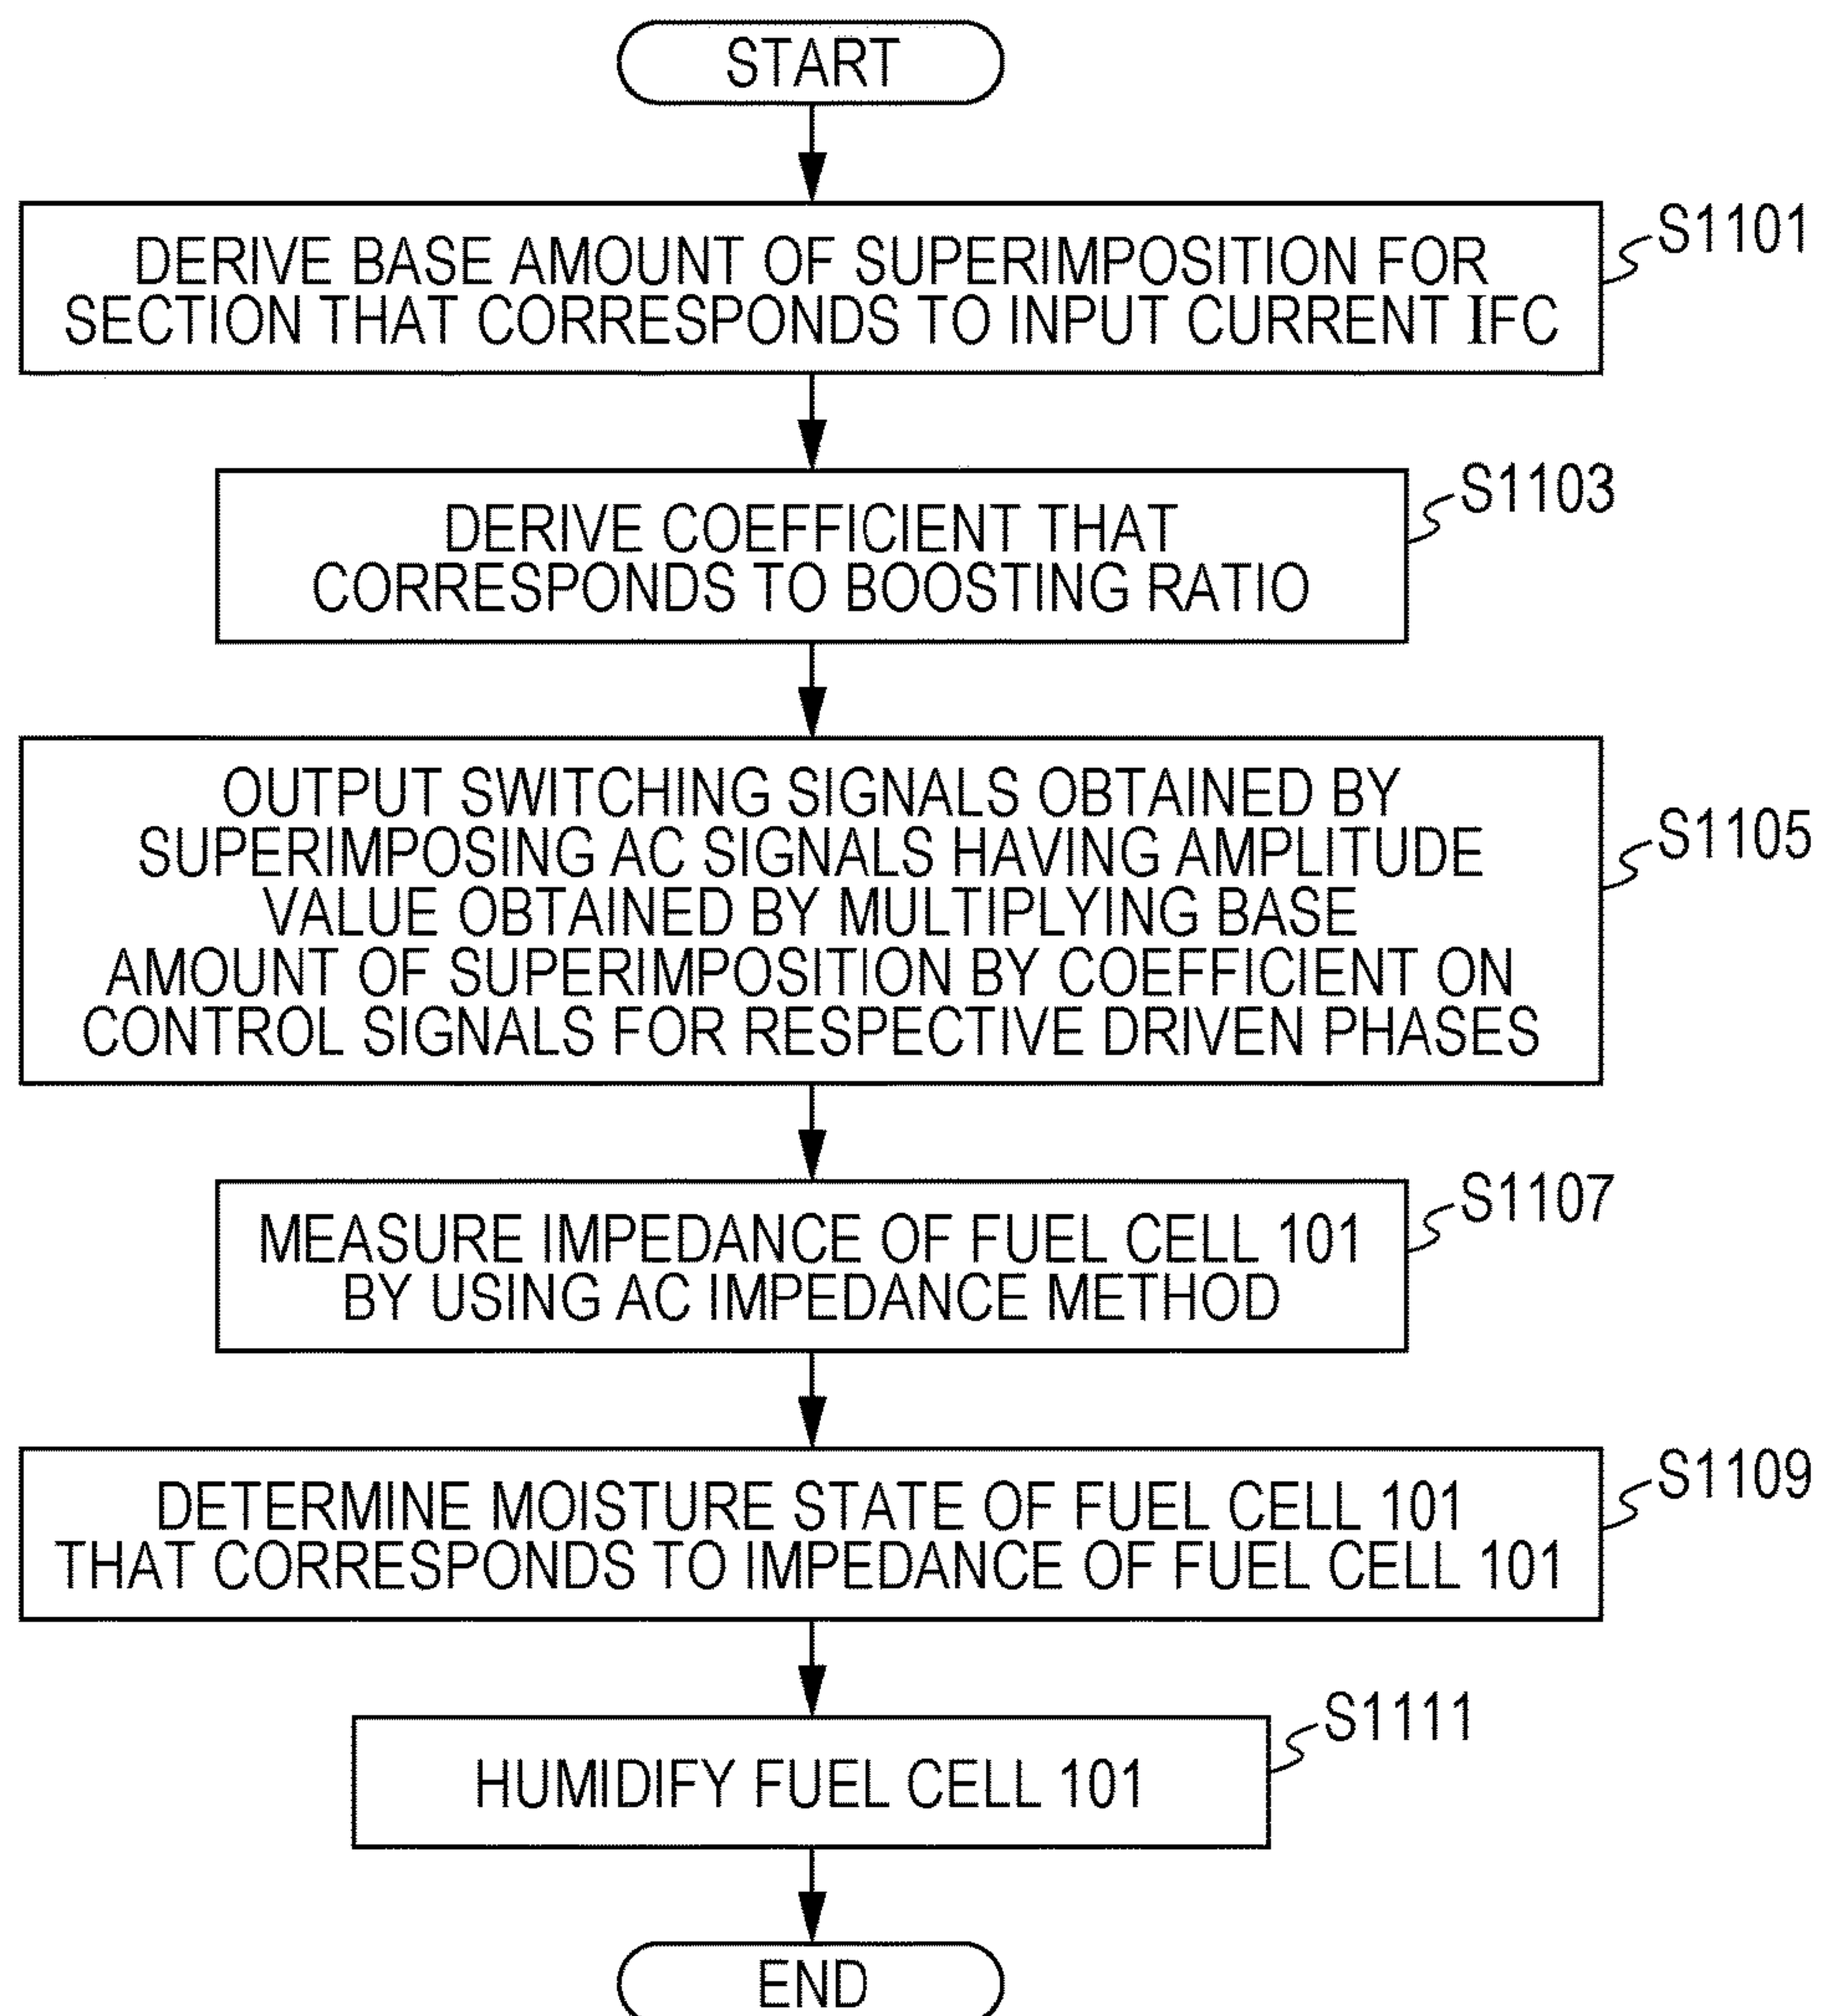 START
S1101
DERIVE BASE AMOUNT OF SUPERIMPOSITION FOR
SECTION THAT CORRESPONDS TO INPUT CURRENT IFC
S1103
DERIVE COEFFICIENT THAT
CORRESPONDS TO BOOSTING RATIO
S1105
OUTPUT SWITCHING SIGNALS OBTAINED BY
SUPERIMPOSING AC SIGNALS HAVING AMPLITUDE
VALUE OBTAINED BY MULTIPLYING BASE
AMOUNT OF SUPERIMPOSITION BY COEFFICIENT ON
CONTROL SIGNALS FOR RESPECTIVE DRIVEN PHASES
S1107
MEASURE IMPEDANCE OF FUEL CELL 101
BY USING AC IMPEDANCE METHOD
S1109
DETERMINE MOISTURE STATE OF FUEL CELL 101
THAT CORRESPONDS TO IMPEDANCE OF FUEL CELL 101
S1111
HUMIDIFY FUEL CELL 101
END